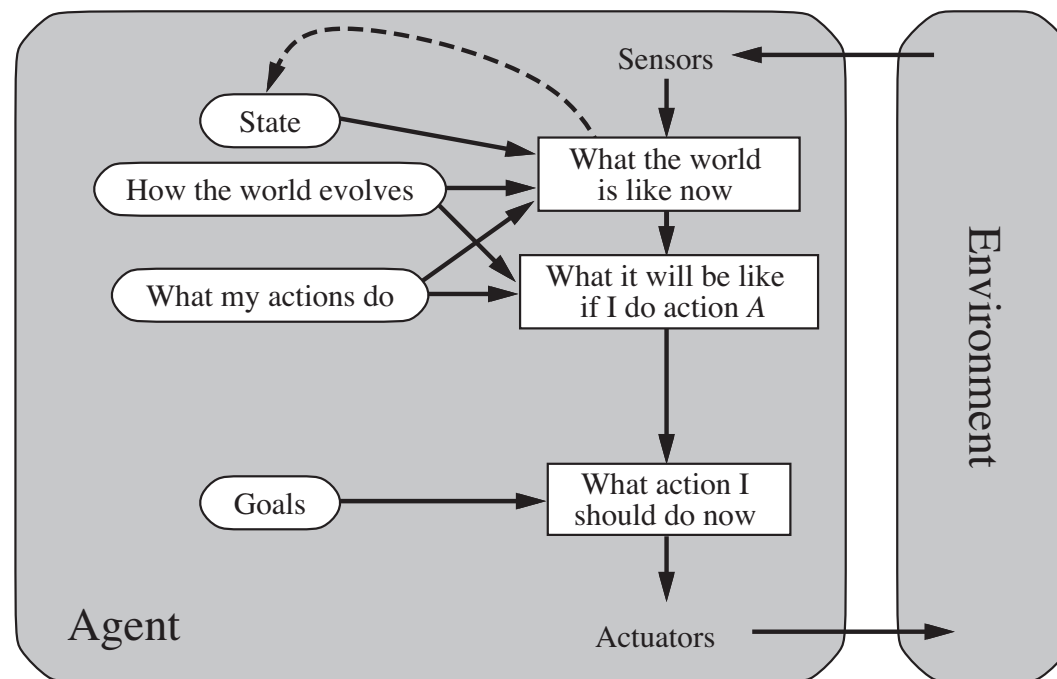 Sensors
State
What the world
is like now
How the world evolves
What it will be like
if I do action A
What my actions do
Environment
What action I
should do now
Goals
Agent
Actuators